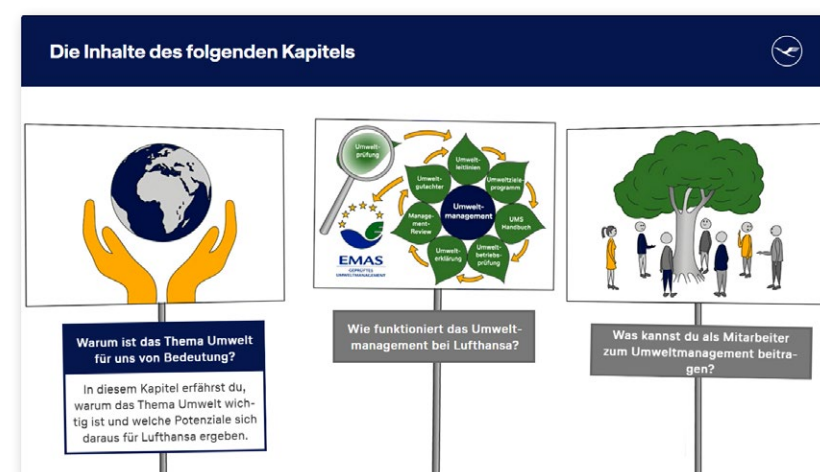 Die Inhalte des folgenden Kapitels
Umwelt-
prüfung
Umwelt-
leitlinien
Umweltziele-
programm
UMS
Handbuch
Umwelt-
betriebs-
prüfung
Umwelt-
erklärung
Manage-
ment-
Review
Umwelt-
gutachter
Umwelt-
management
EMAS
GEPRÜFTES
UMWELTMANAGEMENT
Warum ist das Thema Umwelt
für uns von Bedeutung?
In diesem Kapitel erfährst du,
warum das Thema Umwelt wich-
tig ist und welche Potenziale sich
daraus für Lufthansa ergeben.
Wie funktioniert das Umwelt-
management bei Lufthansa?
Was kannst du als Mitarbeiter
zum Umweltmanagement beitra-
gen?